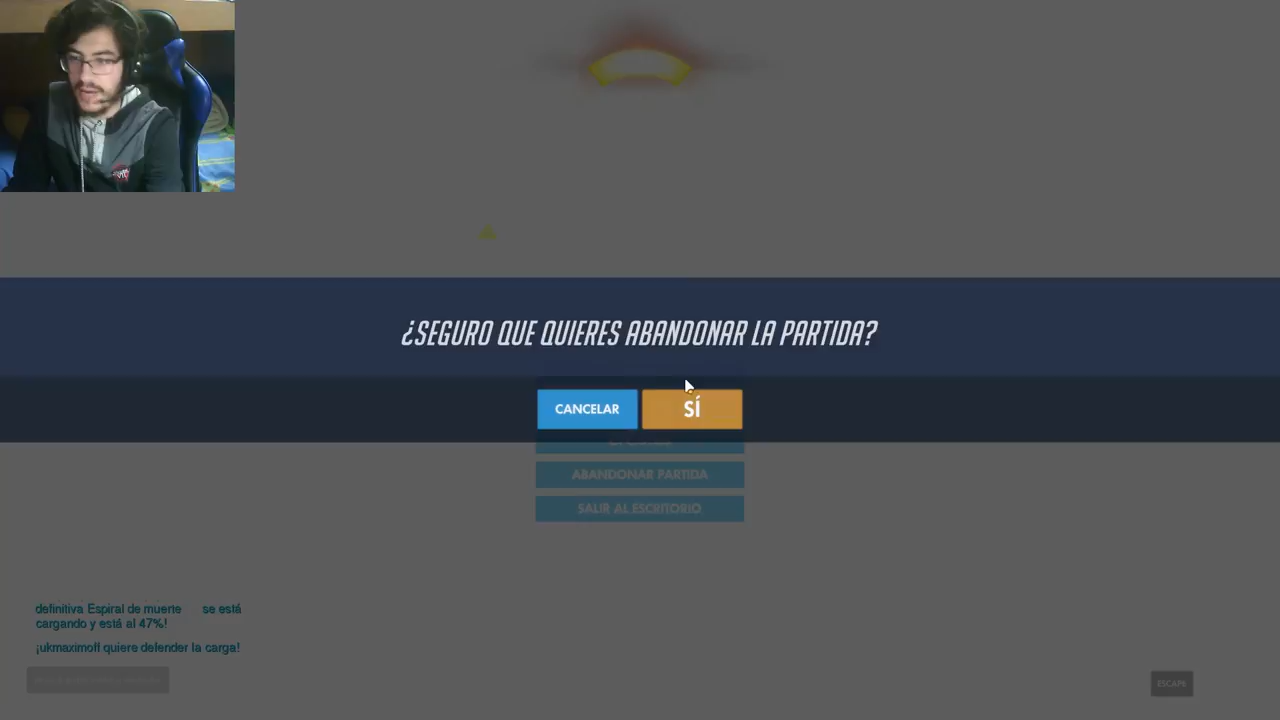 ¿SEGURO QUE QUIERES ABANDONAR LA PARTIDA?
CANCELAR
SÍ
ABANDONAR PARTIDA
SALIR AL ESCRITORIO
definitiva Espiral de muerte se está
cargando y está al 47%!
¡ukmaximoff quiere defender la carga!
ESCAPE